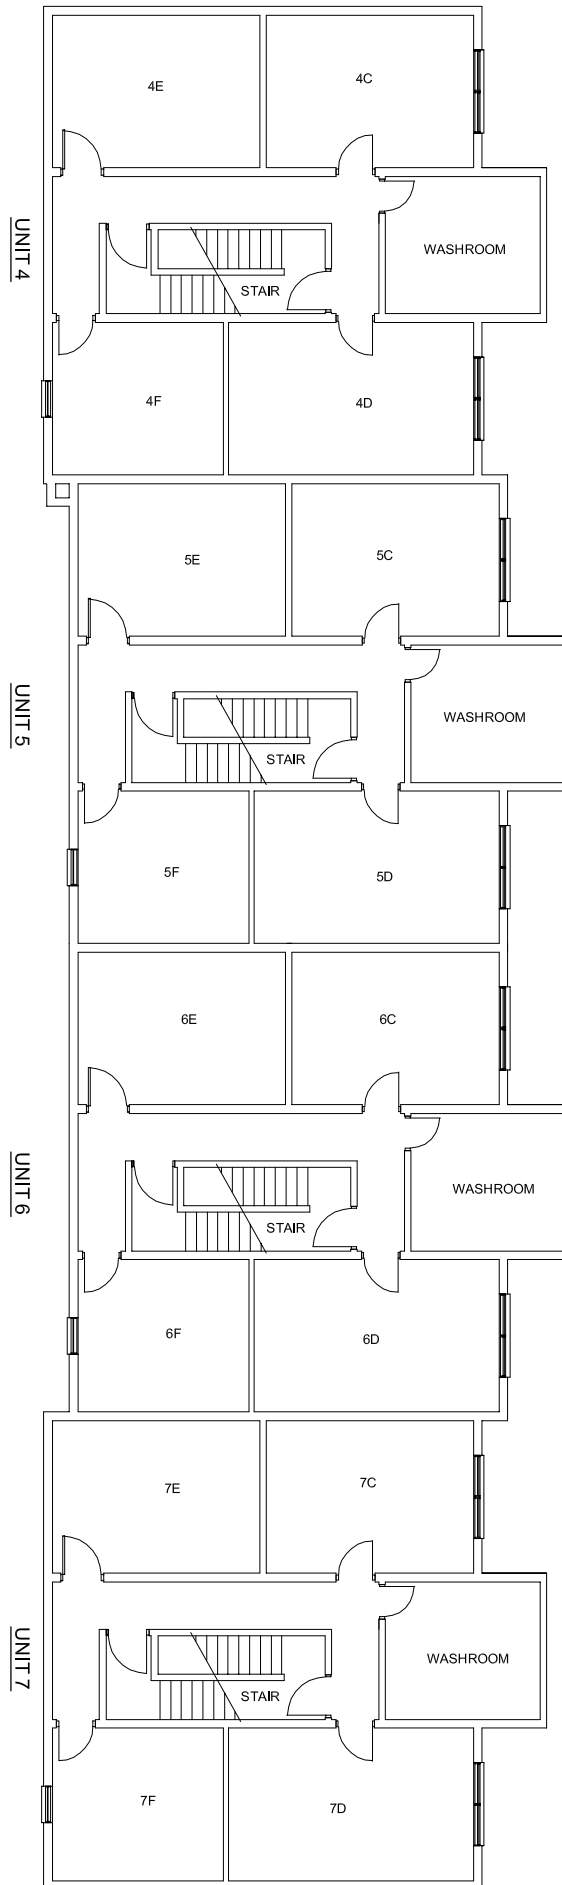 4E
4C
UNIT 4
WASHROOM
STAIR
4F
4D
5E
5C
UNIT 5
WASHROOM
STAIR
5F
5D
6E
6C
UNIT 6
WASHROOM
STAIR
6F
6D
7E
7C
UNIT 7
WASHROOM
STAIR
7F
7D